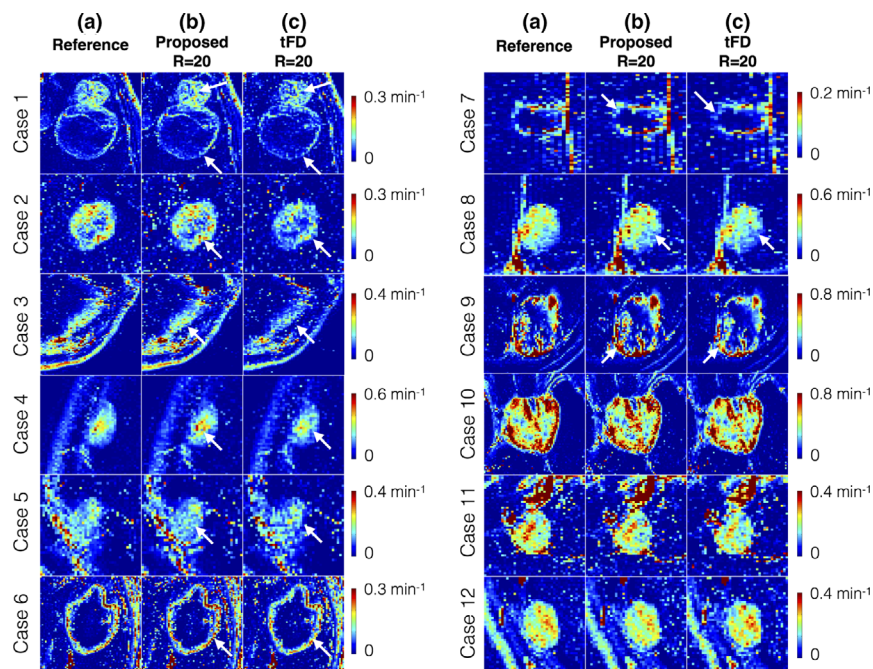 (a) (b) (c)
Reference Proposed tFD
R=20 R=20
Case 1
0.3 min⁻¹
0
Case 2
0.3 min⁻¹
0
Case 3
0.4 min⁻¹
0
Case 4
0.6 min⁻¹
0
Case 5
0.4 min⁻¹
0
Case 6
0.3 min⁻¹
0
(a) (b) (c)
Reference Proposed tFD
R=20 R=20
Case 7
0.2 min⁻¹
0
Case 8
0.6 min⁻¹
0
Case 9
0.8 min⁻¹
0
Case 10
0.8 min⁻¹
0
Case 11
0.4 min⁻¹
0
Case 12
0.4 min⁻¹
0